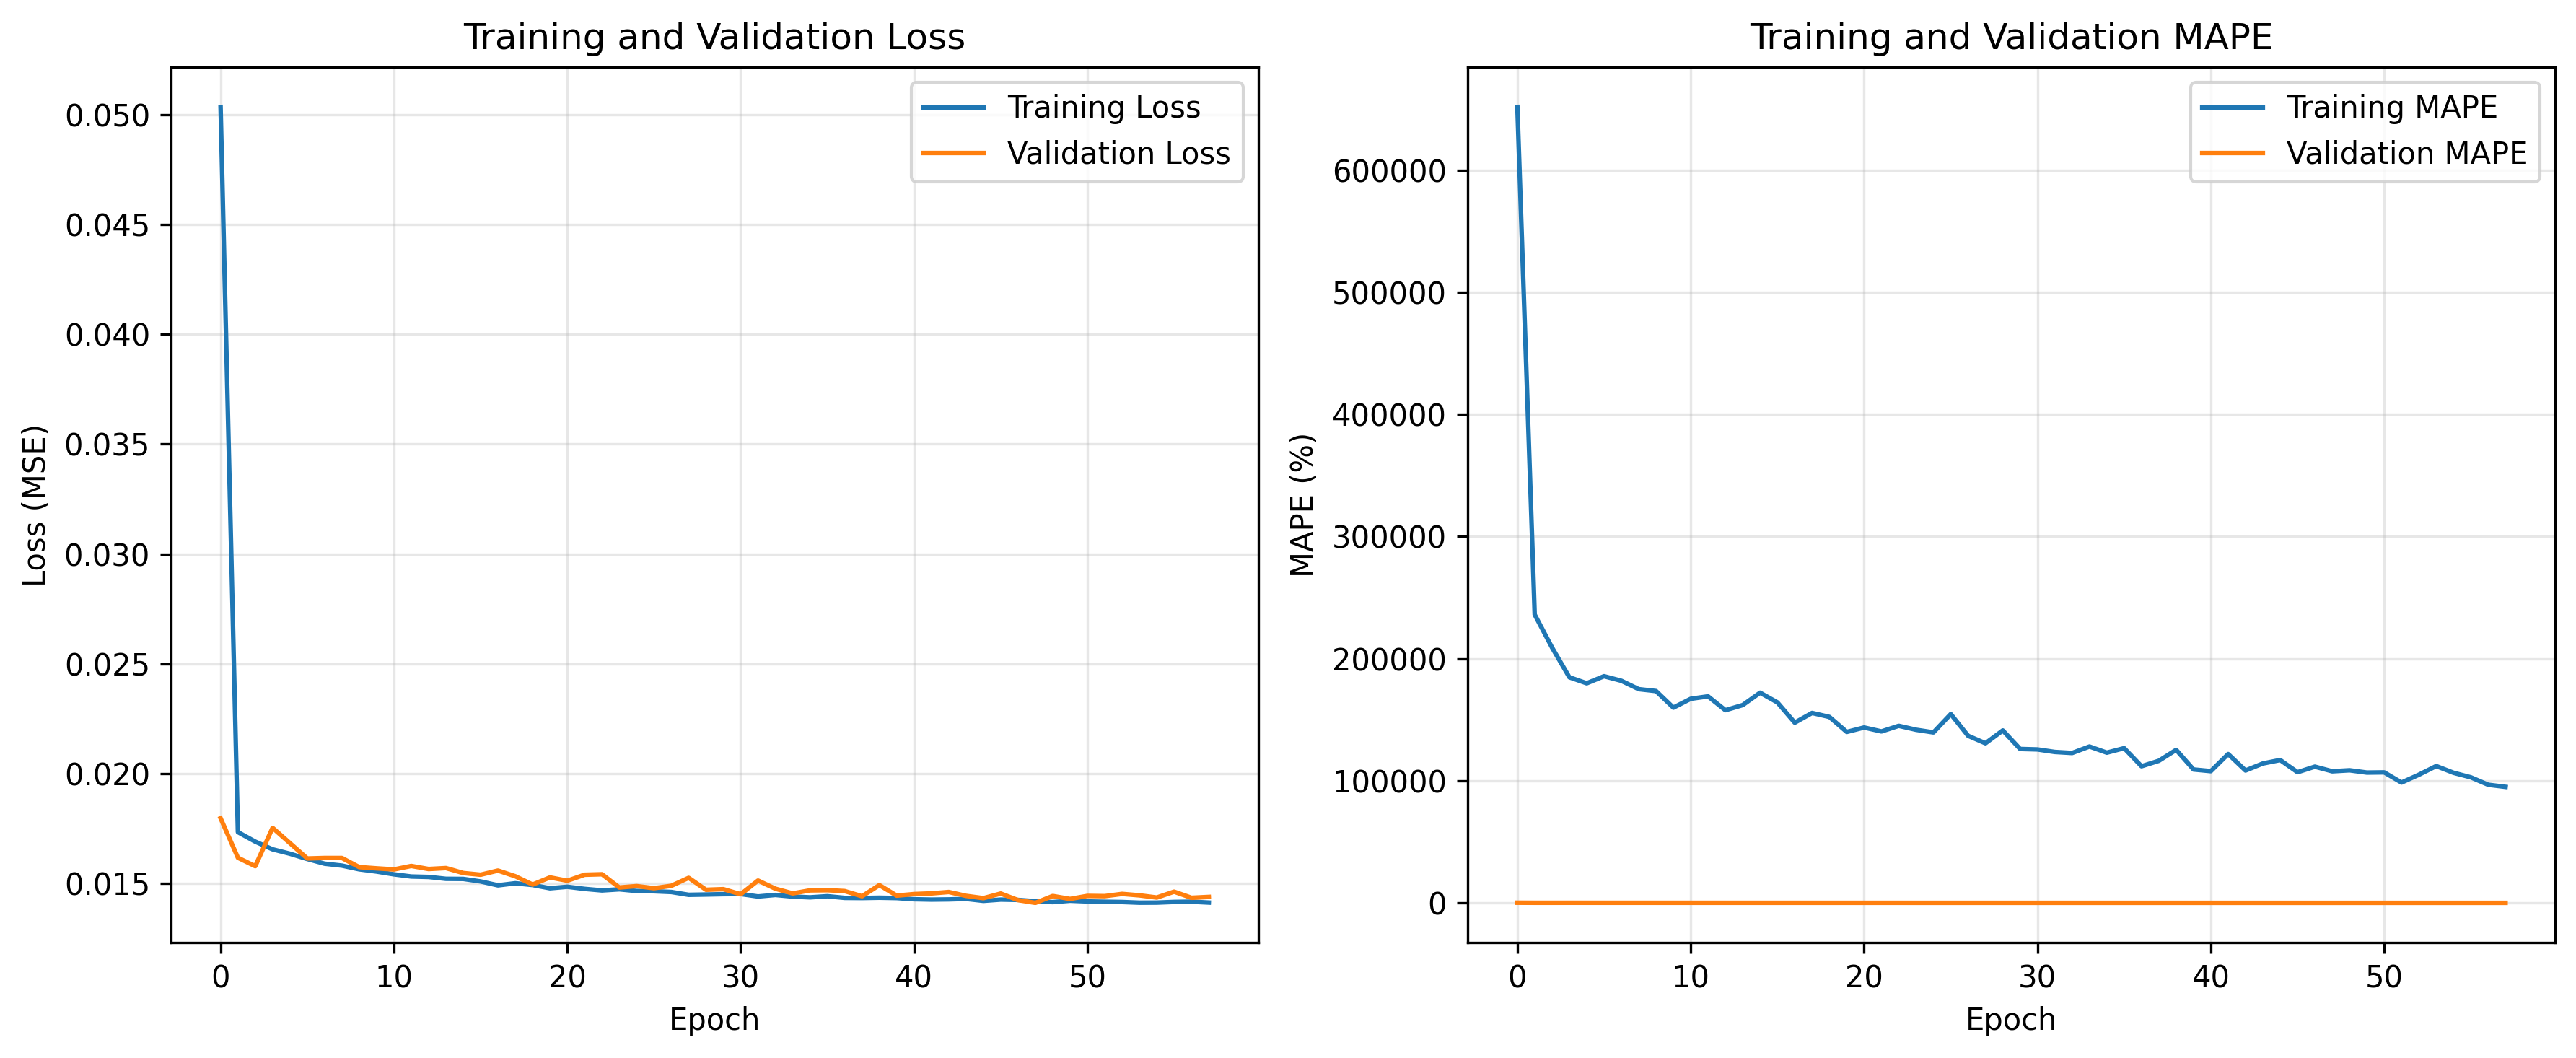 Training and Validation Loss
Training Loss
Validation Loss
Loss (MSE)
0.050
0.045
0.040
0.035
0.030
0.025
0.020
0.015
0 10 20 30 40 50
Epoch
Training and Validation MAPE
Training MAPE
Validation MAPE
MAPE (%)
600000
500000
400000
300000
200000
100000
0
0 10 20 30 40 50
Epoch